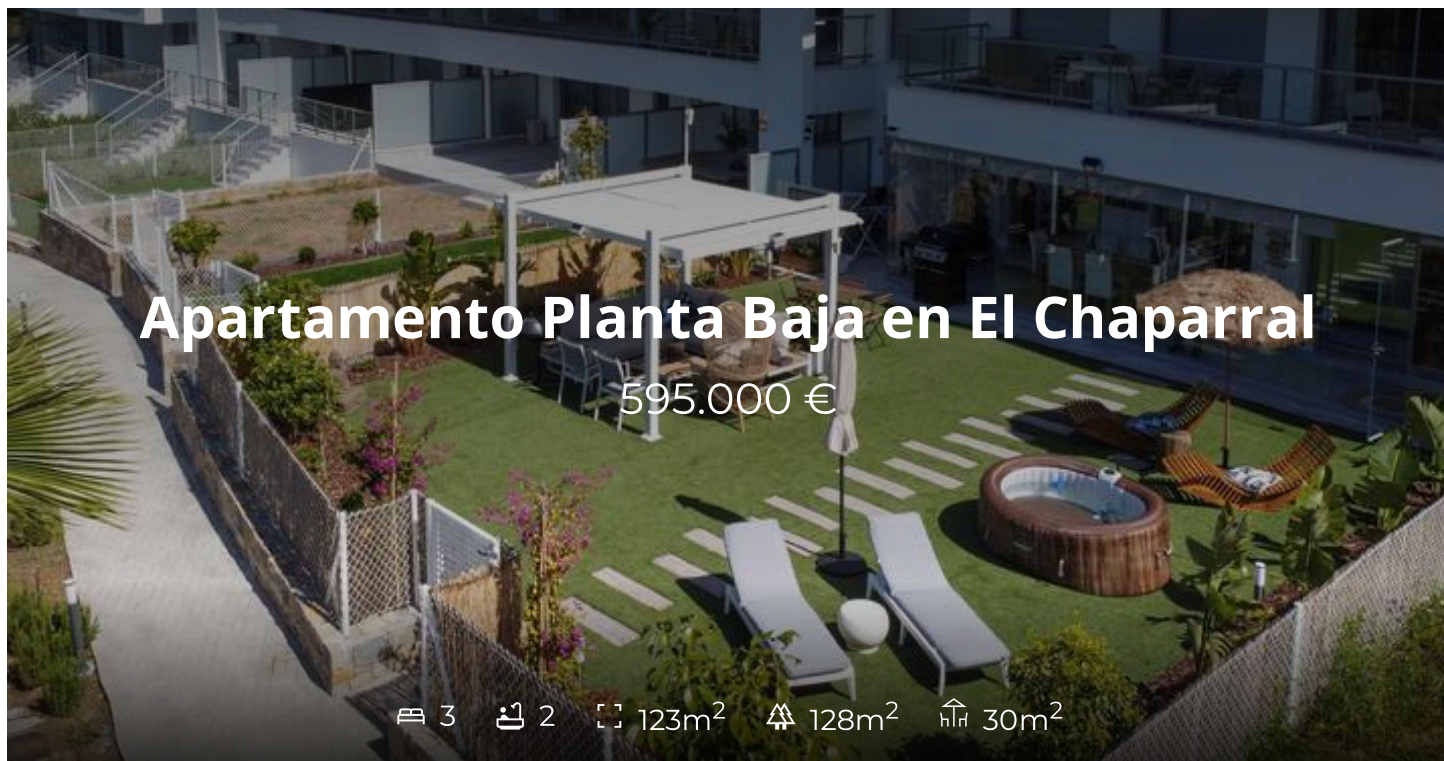 Apartamento Planta Baja en El Chaparral
595.000 €
3 2 123m² 128m² 30m²